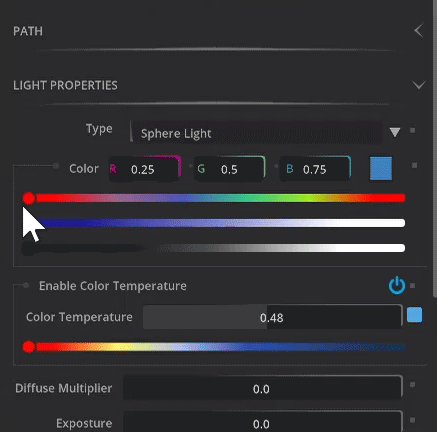 PATH
LIGHT PROPERTIES
Type Sphere Light
Color R 0.25 G 0.5 B 0.75
Enable Color Temperature
Color Temperature 0.48
Diffuse Multiplier 0.0
Exposture 0.0